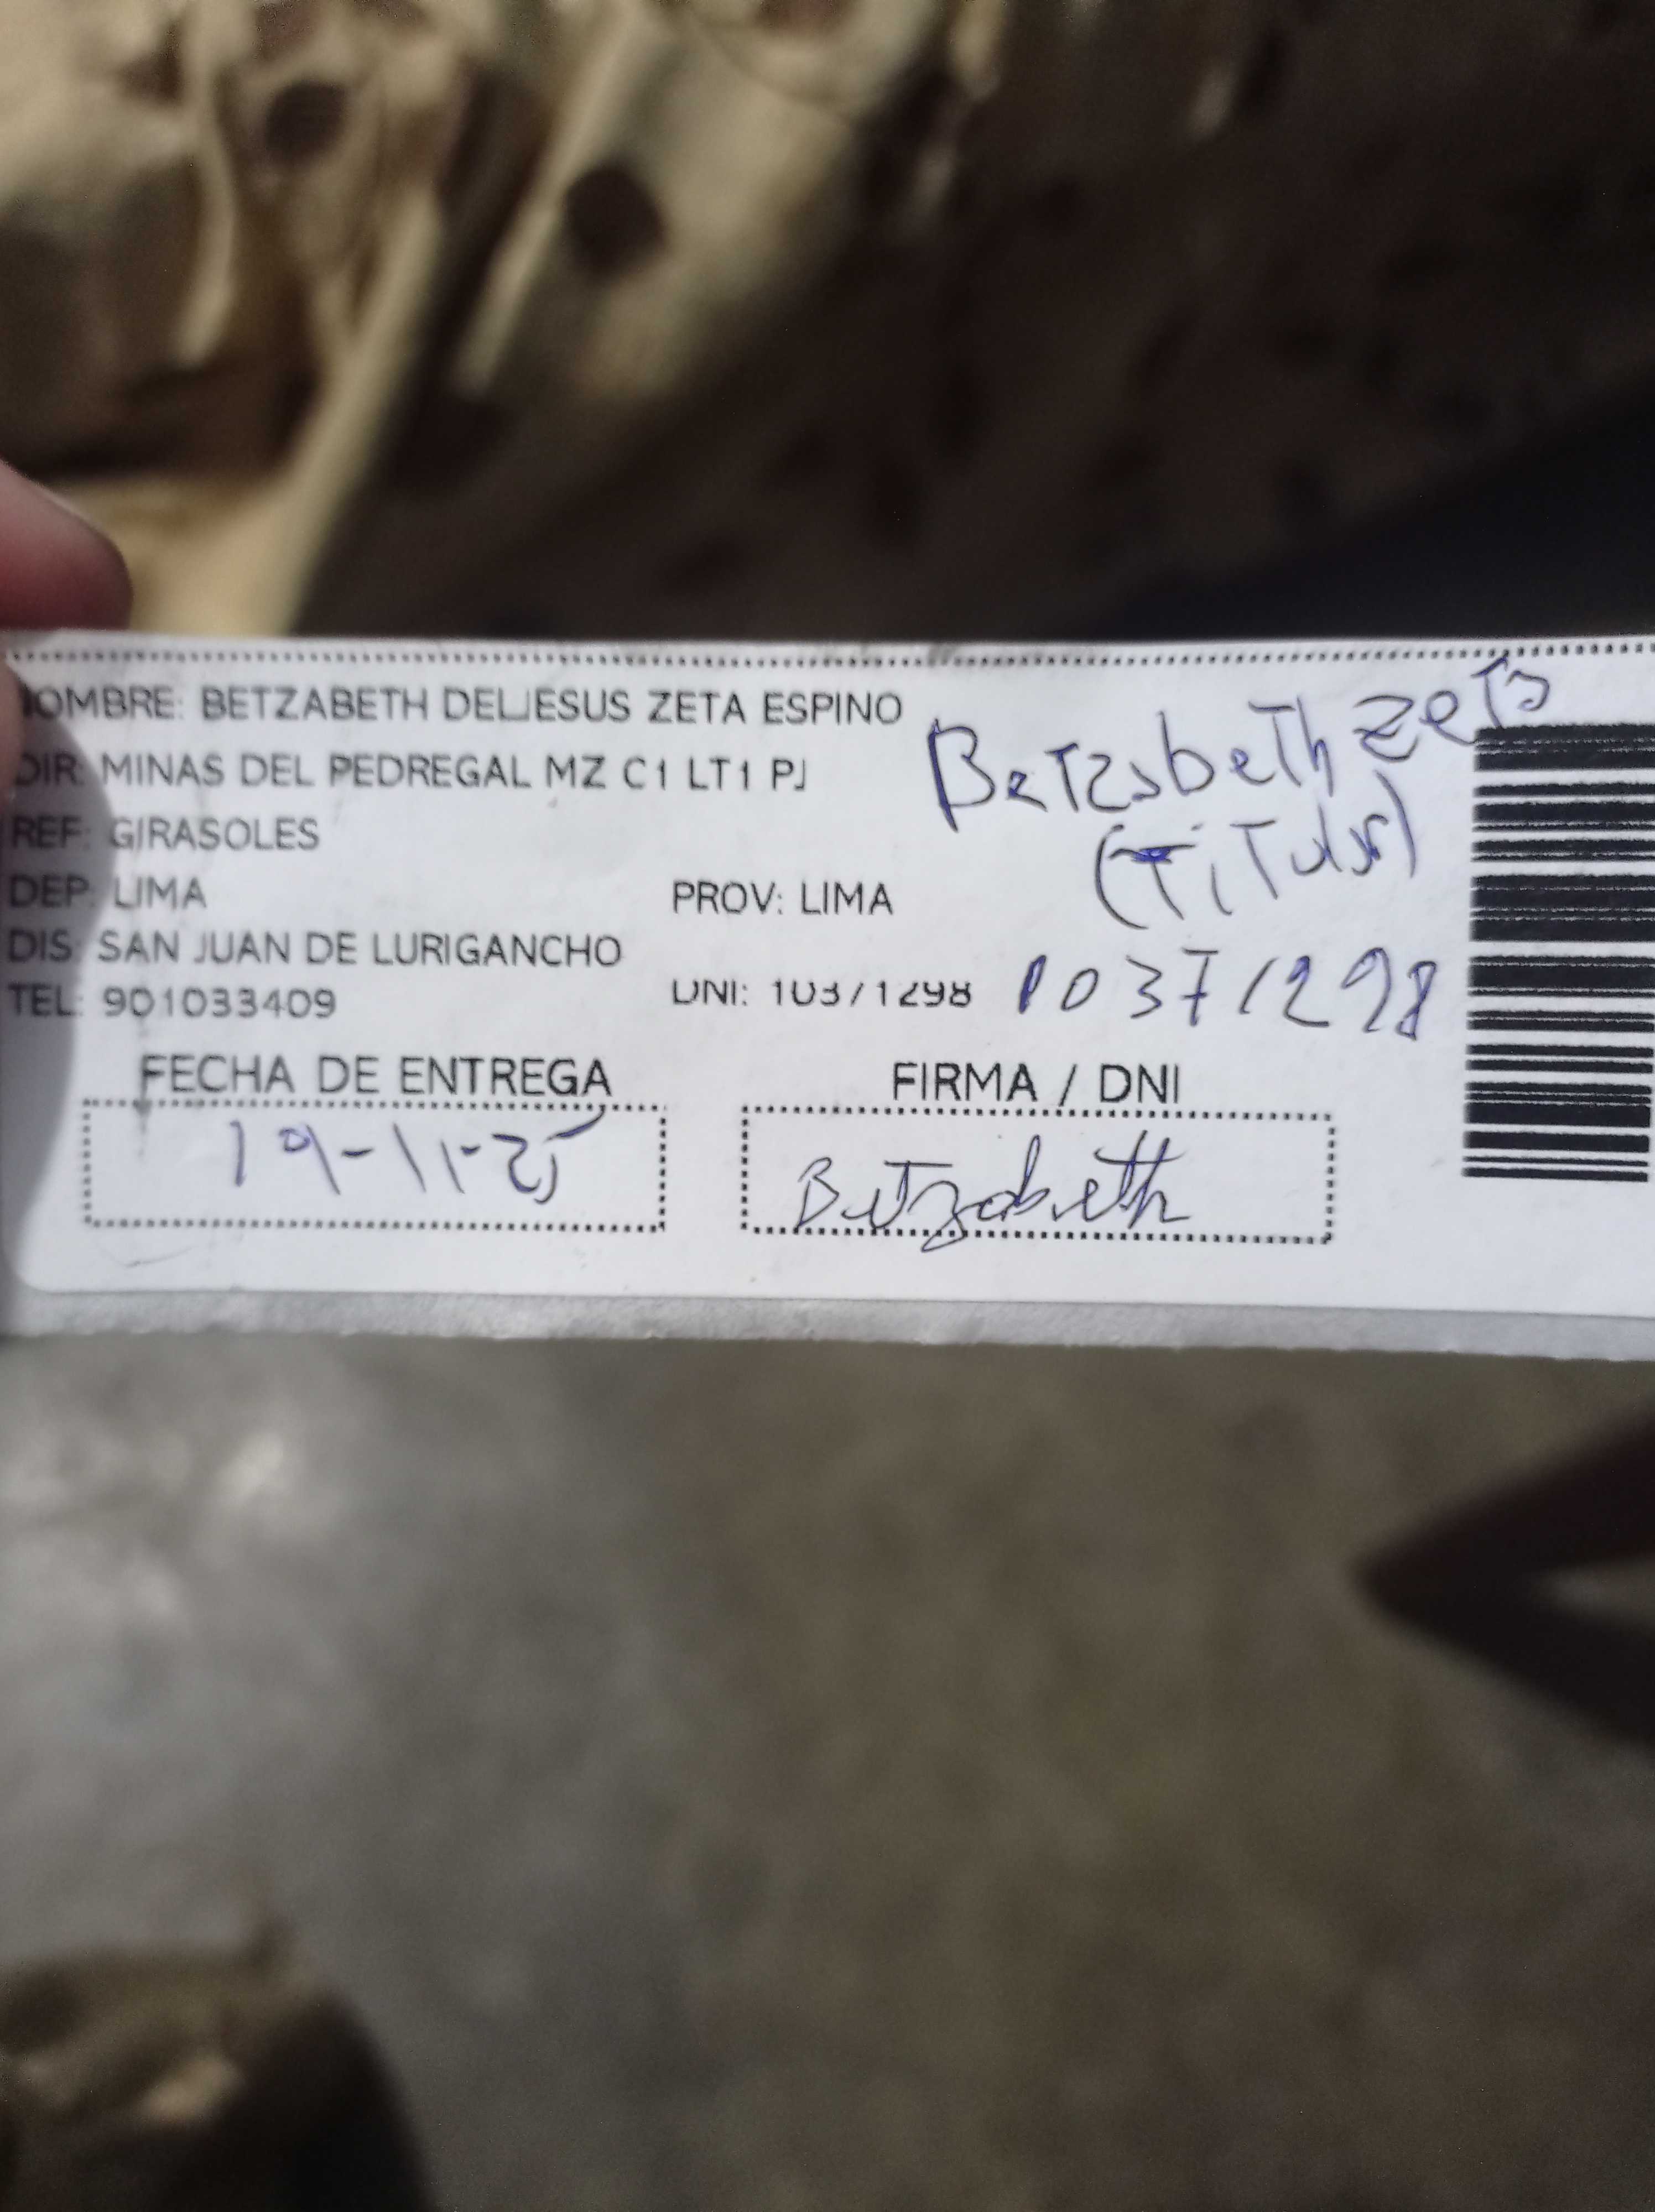 NOMBRE: BETZABETH DELJESUS ZETA ESPINO
DIR: MINAS DEL PEDREGAL MZ C1 LT1 PJ
REF: GIRASOLES
DEP: LIMA PROV: LIMA
DIS: SAN JUAN DE LURIGANCHO
TEL: 901033409 DNI: 10371298
Betzabeth Zeta
(Titular)
10371298
FECHA DE ENTREGA FIRMA / DNI
19-11-25 Betzabeth